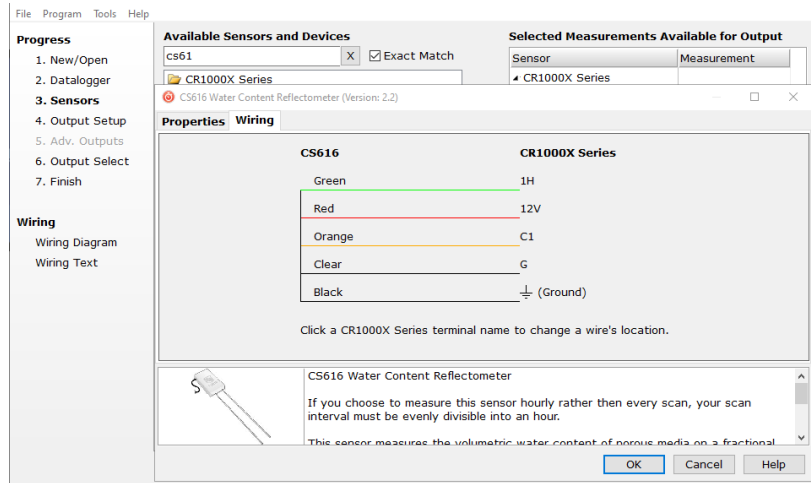 File Program Tools Help
Progress
1. New/Open
2. Datalogger
3. Sensors
4. Output Setup
5. Adv. Outputs
6. Output Select
7. Finish
Wiring
Wiring Diagram
Wiring Text
Available Sensors and Devices
cs61 X Exact Match
CR1000X Series
Selected Measurements Available for Output
Sensor Measurement
CR1000X Series
CS616 Water Content Reflectometer (Version: 2.2)
Properties Wiring
CS616 CR1000X Series
Green 1H
Red 12V
Orange C1
Clear G
Black (Ground)
Click a CR1000X Series terminal name to change a wire's location.
CS616 Water Content Reflectometer
If you choose to measure this sensor hourly rather then every scan, your scan
interval must be evenly divisible into an hour.
This sensor measures the volumetric water content of porous media on a fractional
OK Cancel Help